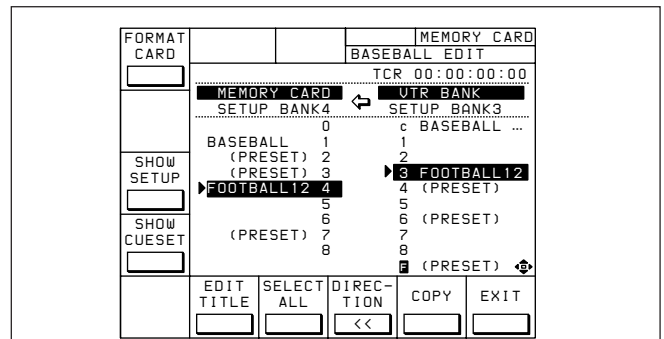 FORMAT CARD
MEMORY CARD
BASEBALL EDIT
TCR 00:00:00:00
MEMORY CARD VTR BANK
SETUP BANK4 SETUP BANK3
0 c BASEBALL ...
BASEBALL 1 1
(PRESET) 2 2
(PRESET) 3 3 FOOTBALL12
FOOTBALL12 4 4 (PRESET)
5 5
6 6 (PRESET)
(PRESET) 7 7
8 8
F (PRESET)
SHOW SETUP
SHOW CUESET
EDIT TITLE
SELECT ALL
DIREC-TION
<<
COPY
EXIT